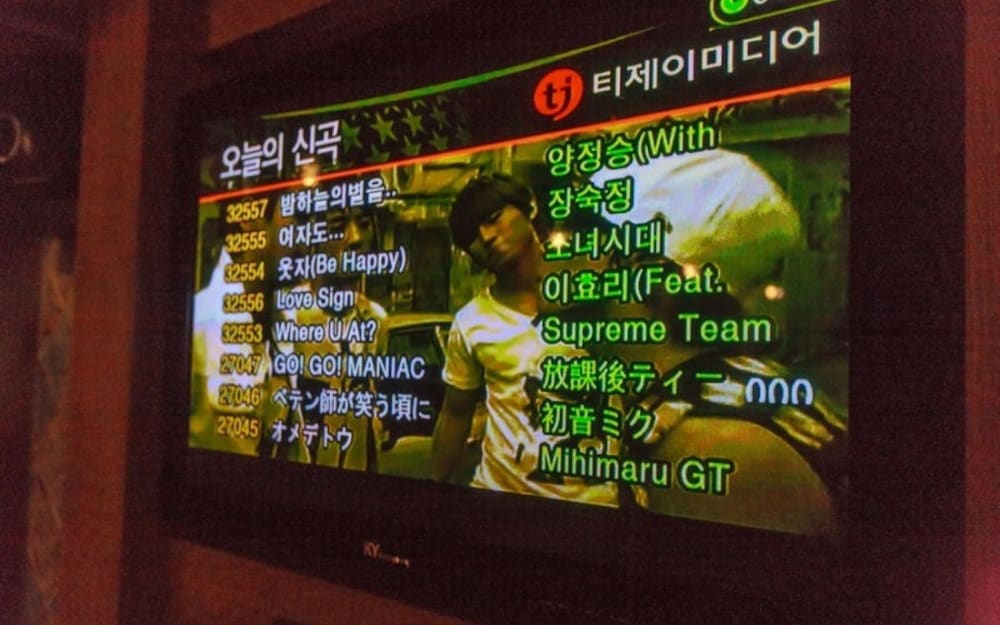 tj 티제이미디어
오늘의 신곡
32557 밤하늘의별을.. 양정승(With
32555 여자도... 장숙정
32554 웃자(Be Happy) 소녀시대
32556 Love Sign 이효리(Feat.
32553 Where U At? Supreme Team
27047 GO! GO! MANIAC 放課後ティー
000
27046 ペテン師が笑う頃に 初音ミク
27045 オメデトウ Mihimaru GT